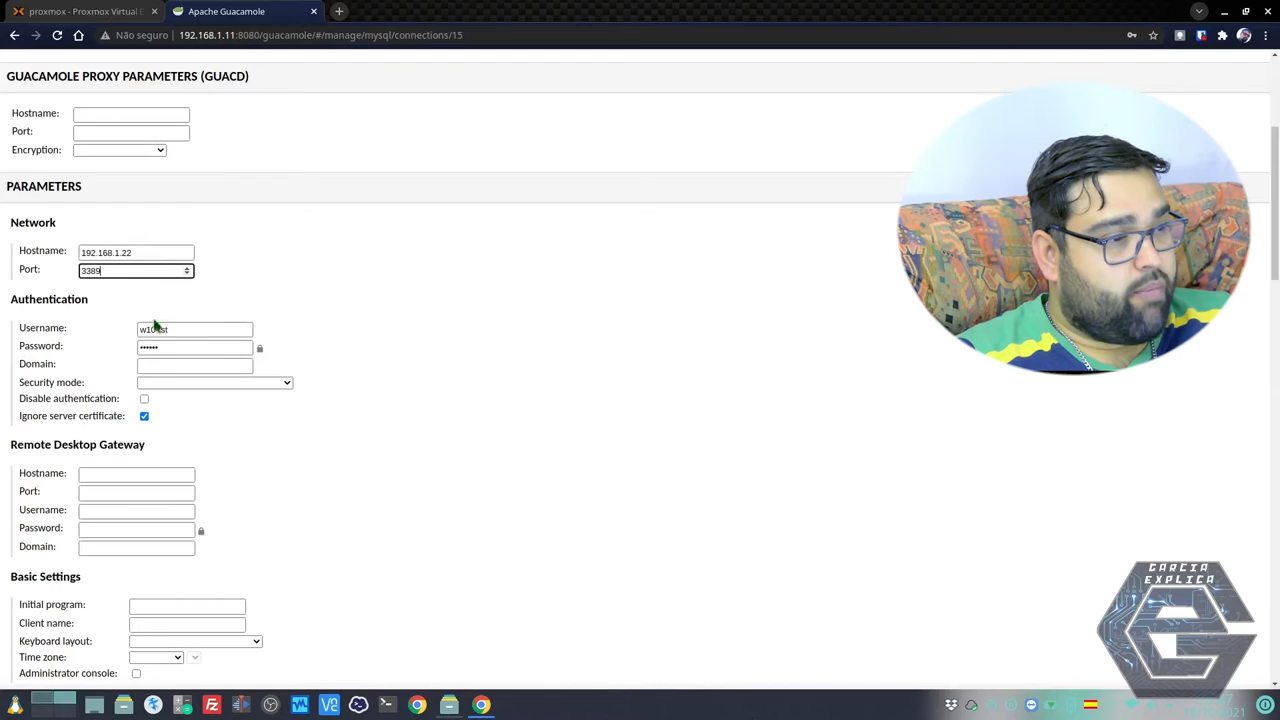 proxmox - Proxmox Virtual E
Apache Guacamole
Não seguro
192.168.1.11:8080/guacamole/#/manage/mysql/connections/15
GUACAMOLE PROXY PARAMETERS (GUACD)
Hostname:
Port:
Encryption:
PARAMETERS
Network
Hostname: 192.168.1.22
Port: 3389
Authentication
Username:
Password: ••••••
Domain:
Security mode:
Disable authentication:
Ignore server certificate:
Remote Desktop Gateway
Hostname:
Port:
Username:
Password:
Domain:
Basic Settings
Initial program:
Client name:
Keyboard layout:
Time zone:
Administrator console:
GARCIA
EXPLICA